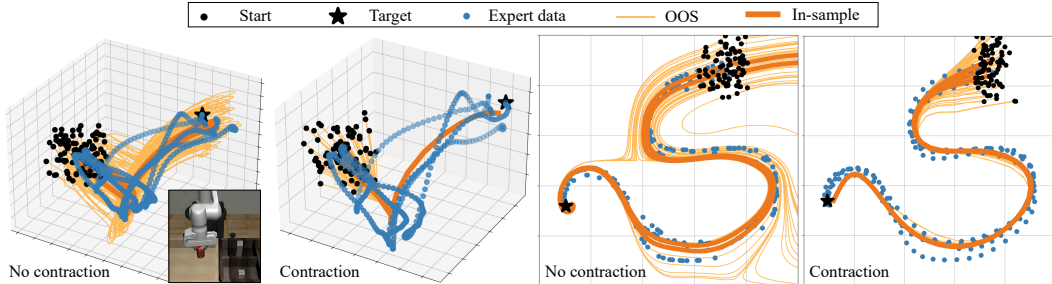 Start Target Expert data OOS In-sample
No contraction
Contraction
No contraction
Contraction